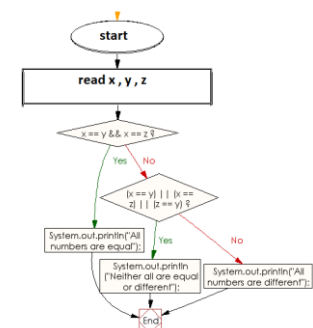 start
read x , y , z
x == y && x == z ?
Yes
No
(x == y) || (x ==
z) || (z == y) ?
System.out.println("All
numbers are equal");
Yes
No
System.out.println
("Neither all are equal
or different");
System.out.println("All
numbers are different");
End